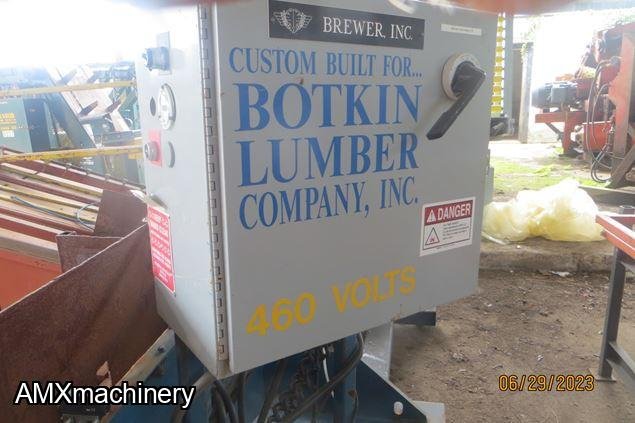 BREWER, INC.
CUSTOM BUILT FOR...
BOTKIN
LUMBER
COMPANY, INC.
DANGER
460 VOLTS
06/29/2023
AMXmachinery